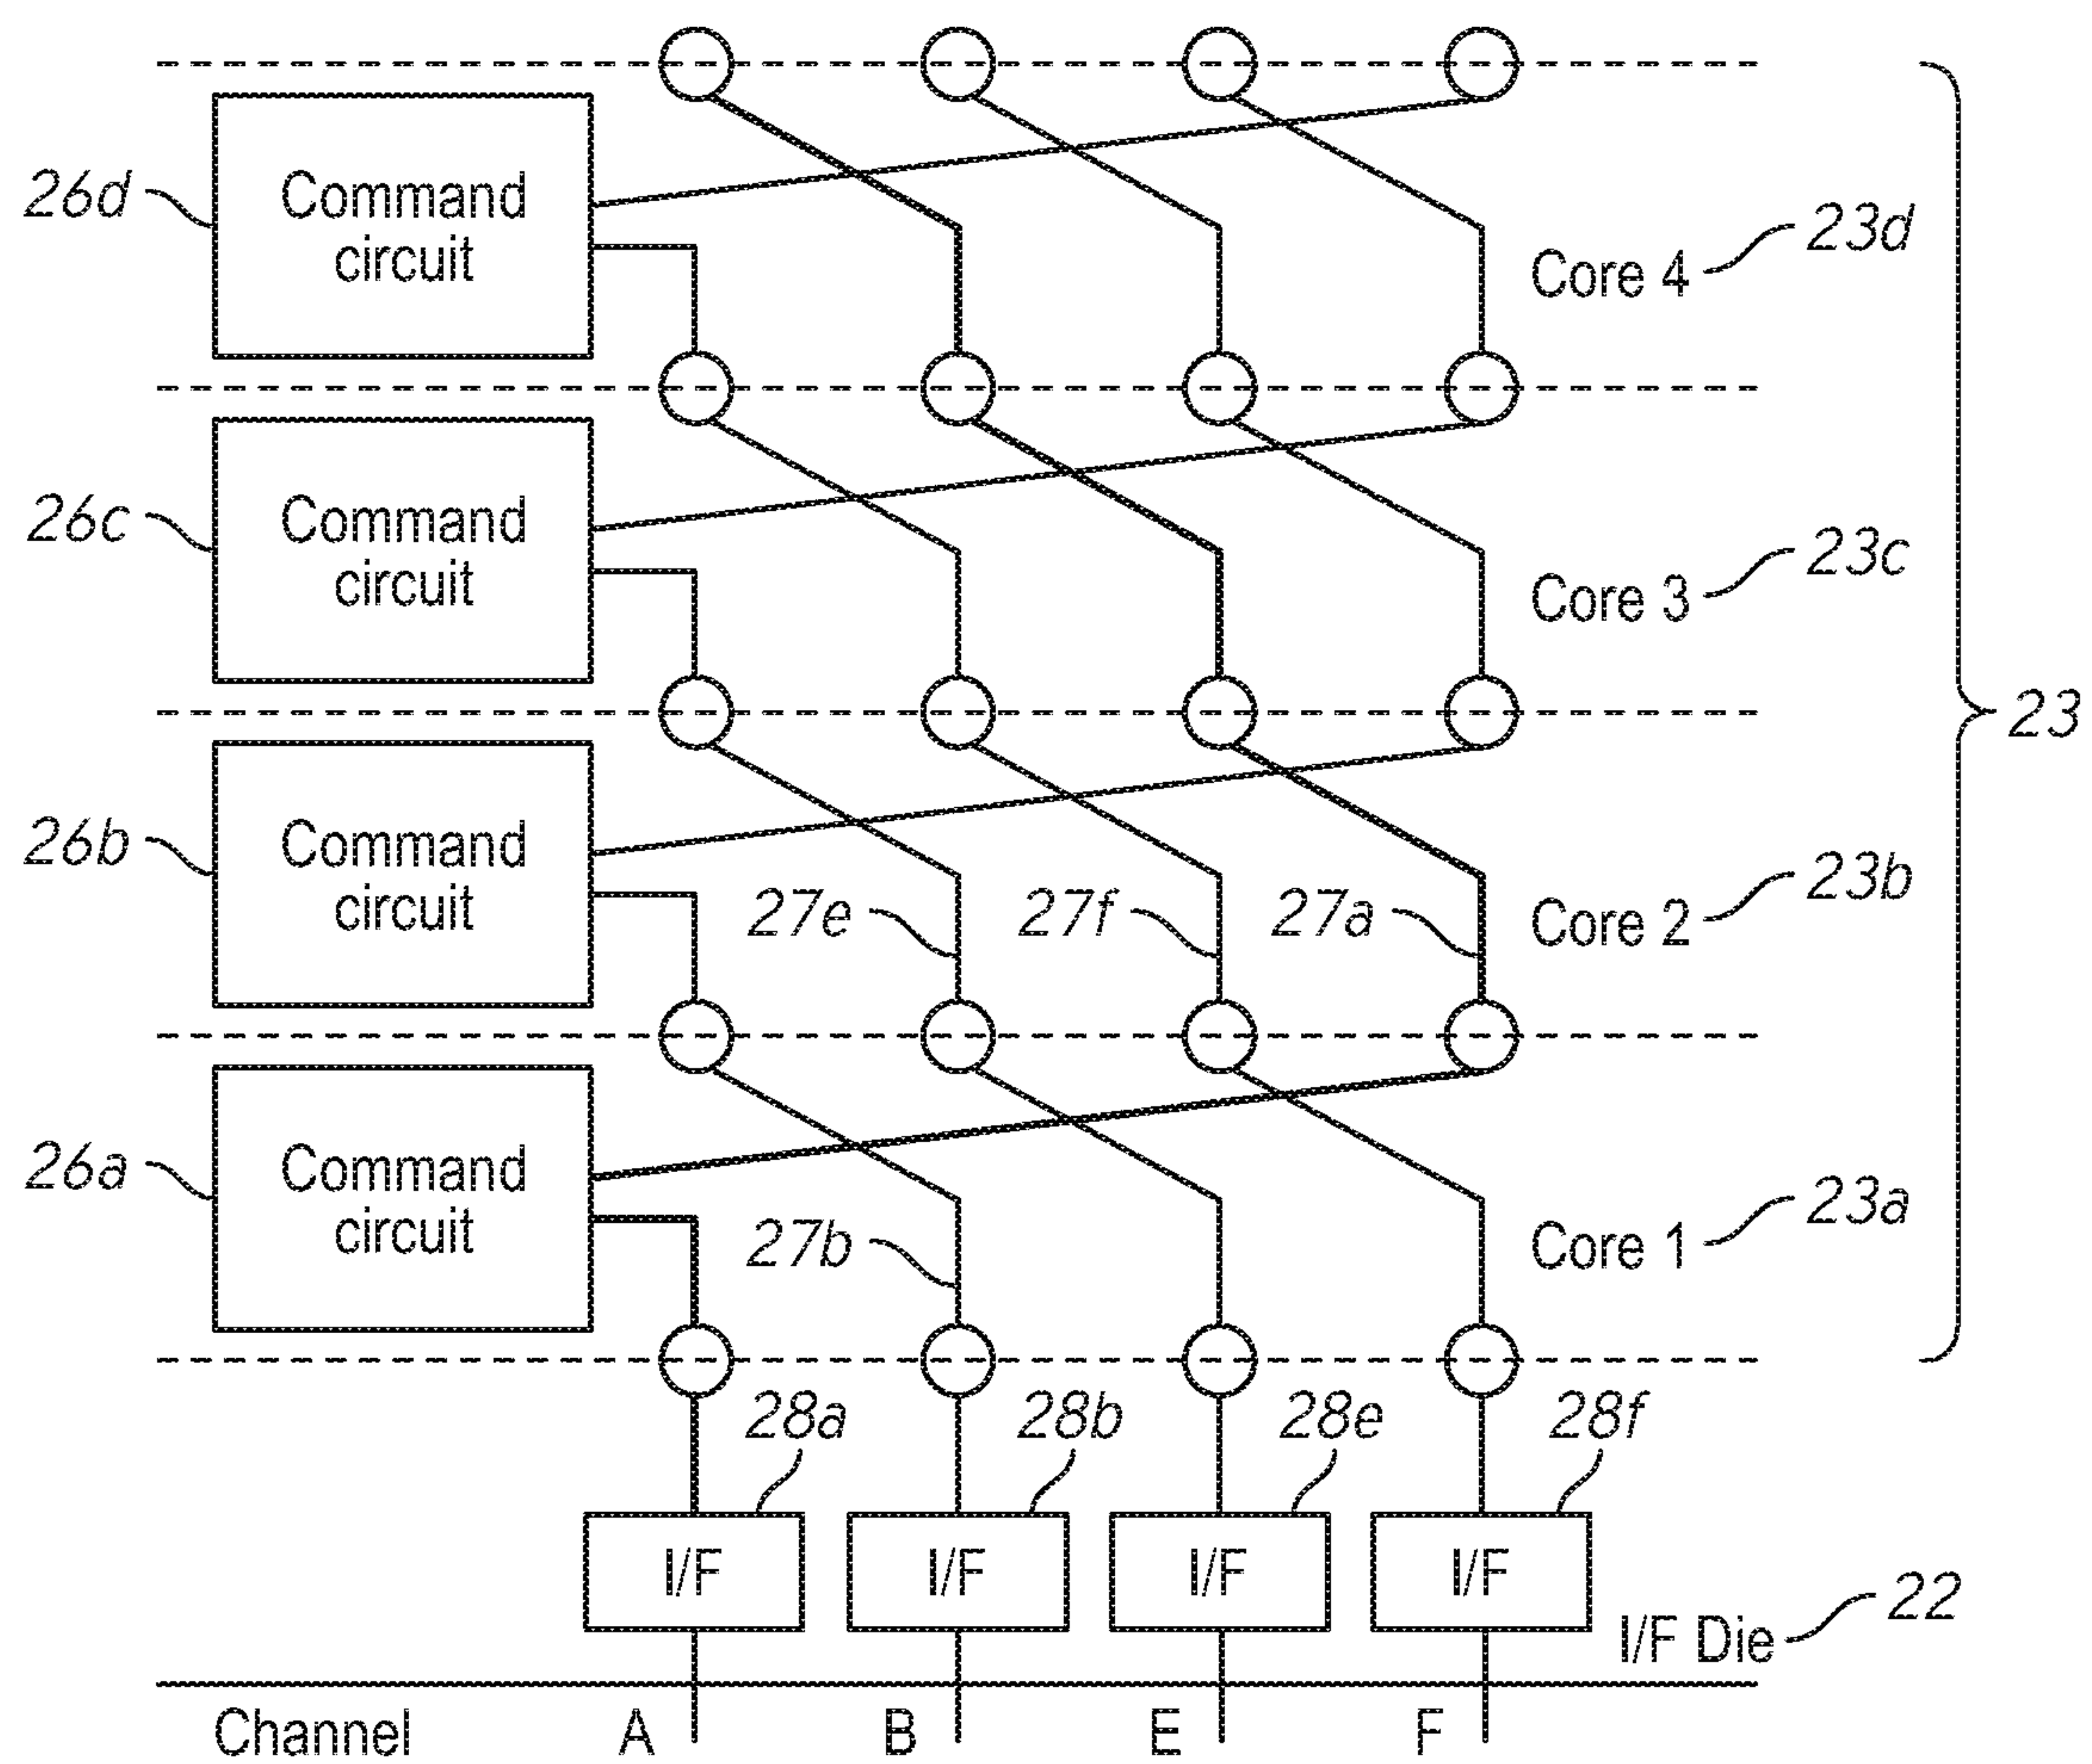 26d
Command
circuit
Core 4
23d
26c
Command
circuit
Core 3
23c
23
26b
Command
circuit
27e
27f
27a
Core 2
23b
26a
Command
circuit
27b
Core 1
23a
28a
28b
28e
28f
I/F
I/F
I/F
I/F
I/F Die
22
Channel
A
B
E
F